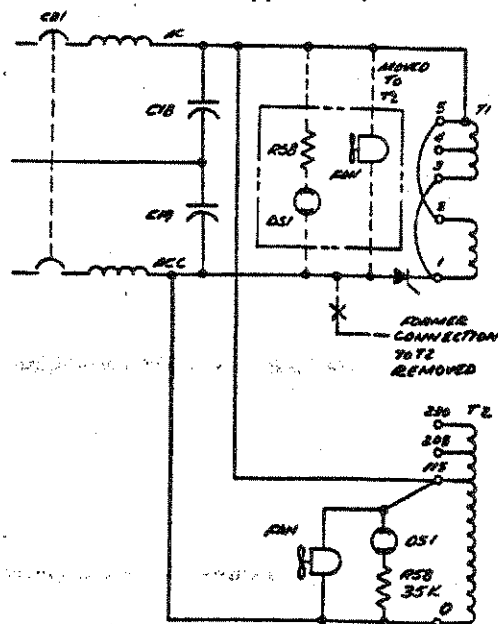 CB1
AC
MOVED
TO
T2
C18
R58
FAN
DS1
5
4
3
2
1
T1
C19
ACC
FORMER
CONNECTION
TO T2
REMOVED
230
208
115
T2
FAN
DS1
R58
35K
0